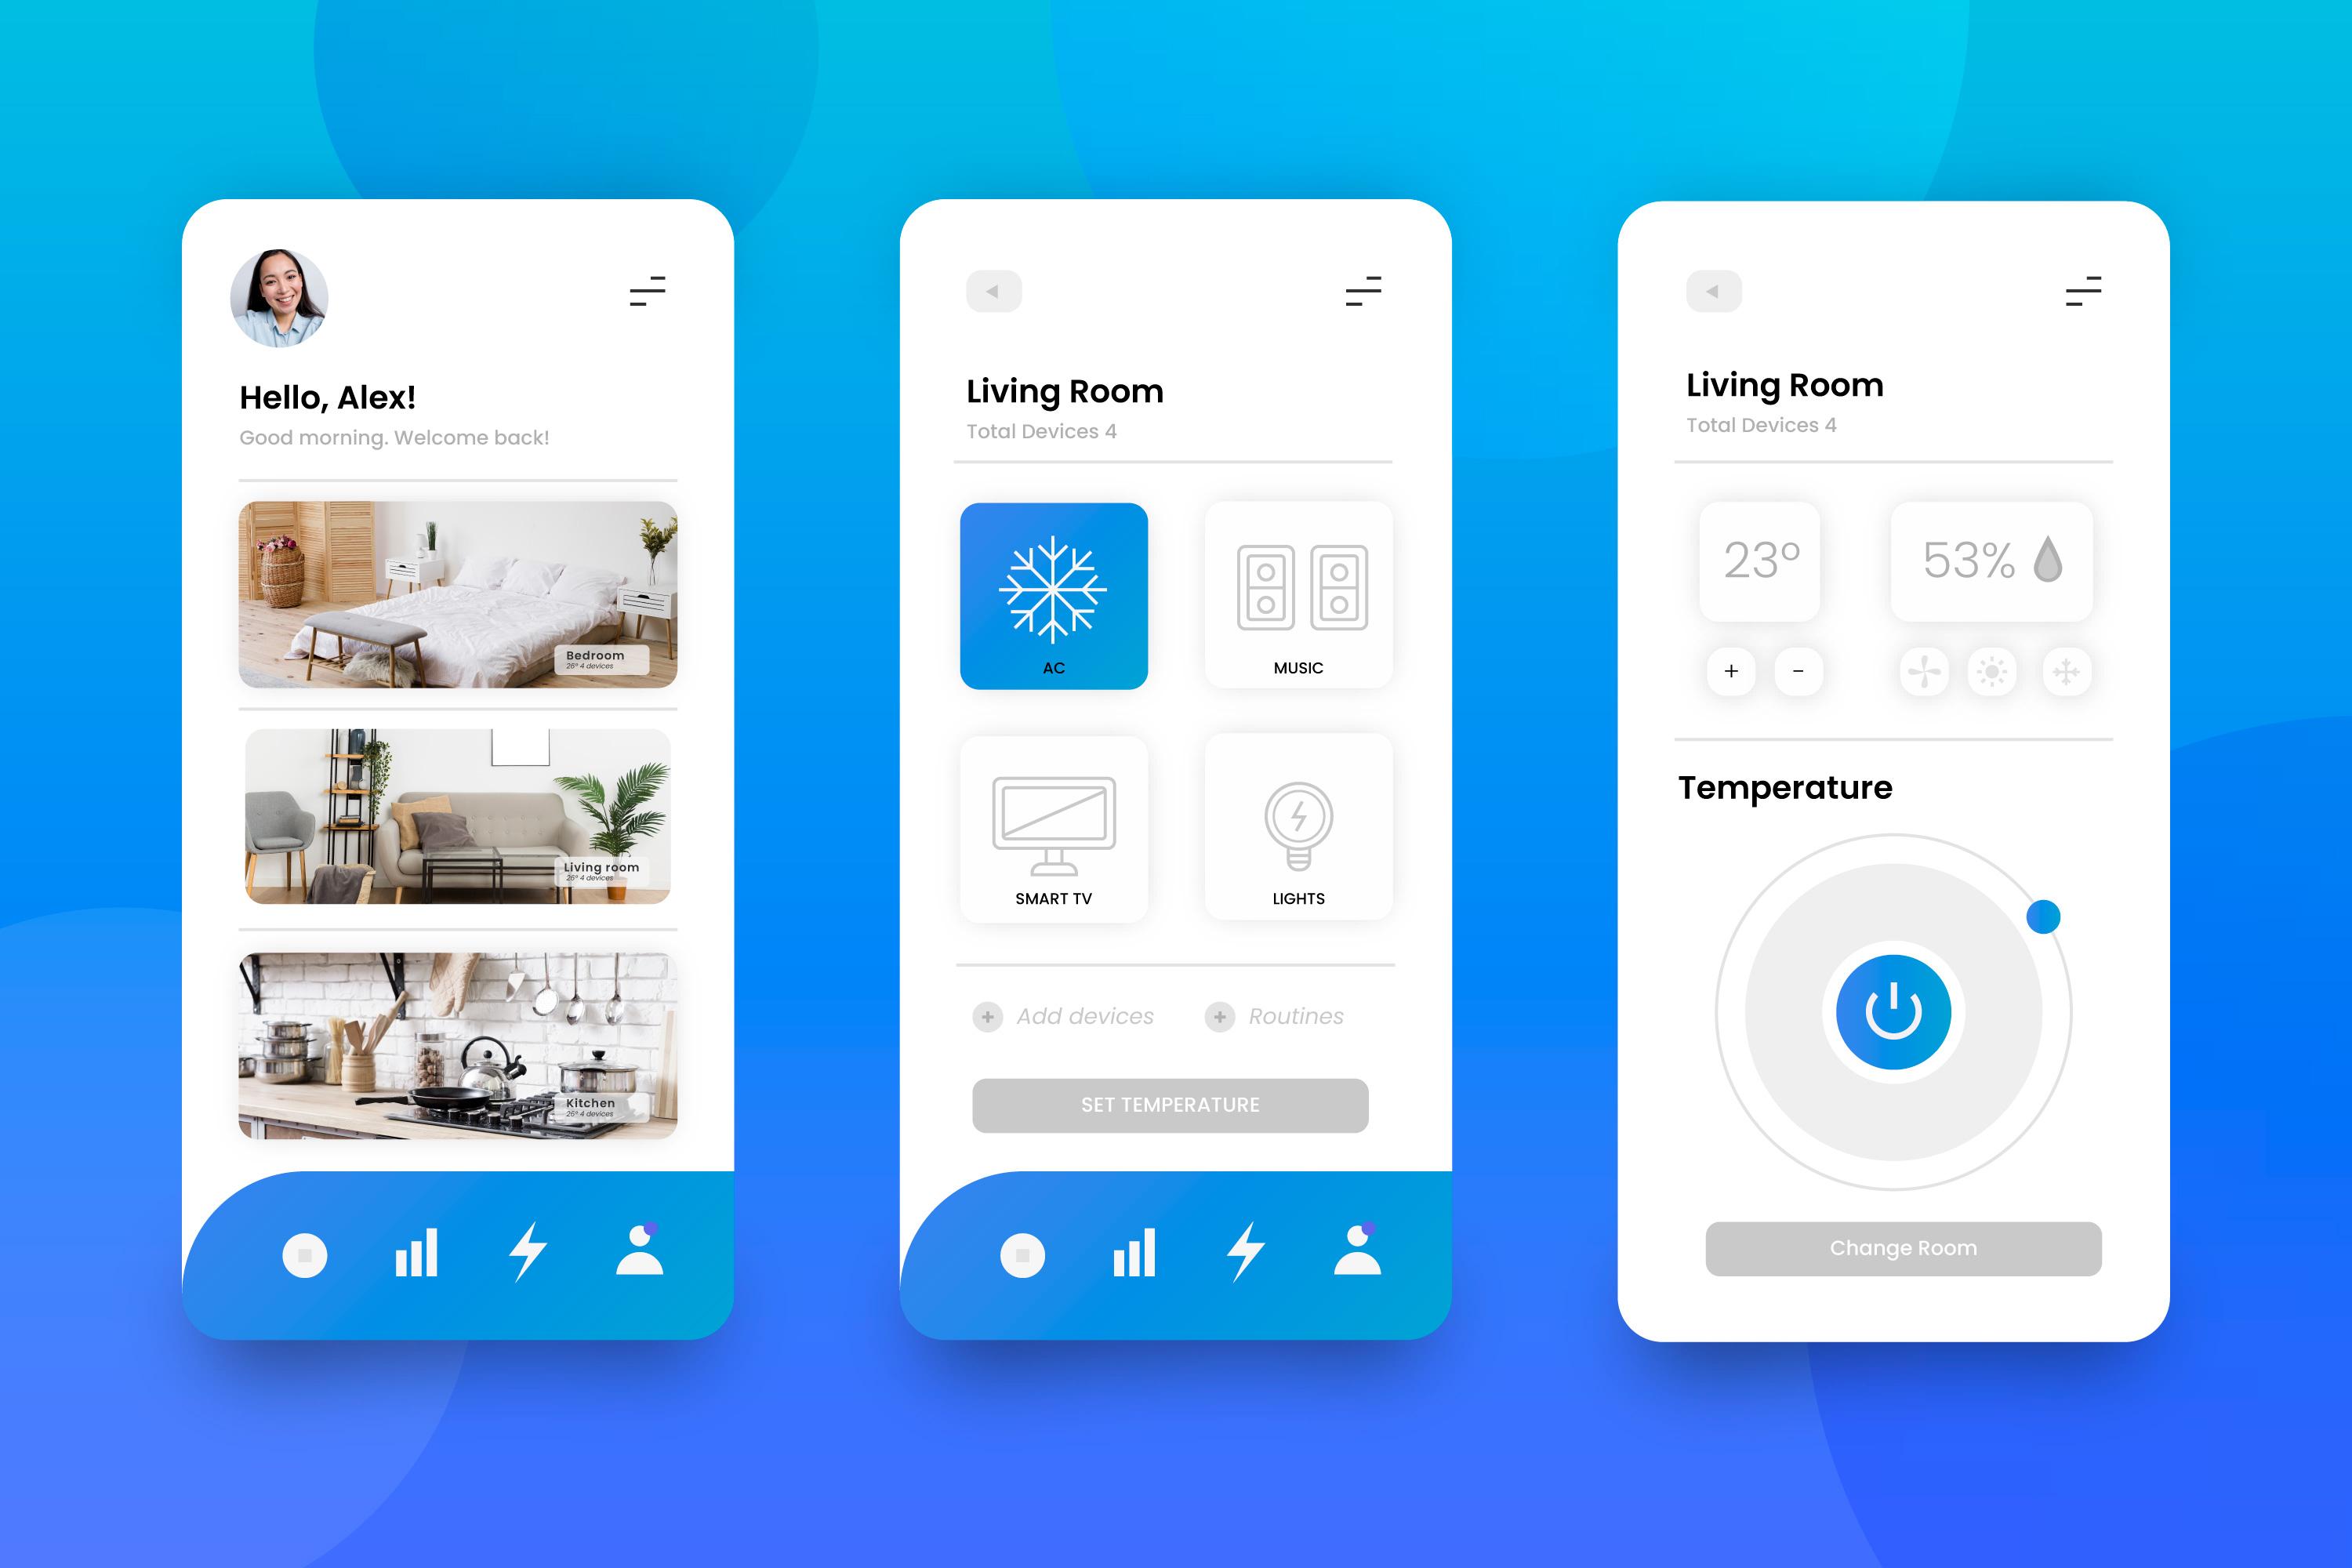 Hello, Alex!
Good morning. Welcome back!
Bedroom
26° 4 devices
Living room
26° 4 devices
Kitchen
26° 4 devices
Living Room
Total Devices 4
AC
MUSIC
SMART TV
LIGHTS
Add devices
Routines
SET TEMPERATURE
Living Room
Total Devices 4
23°
53%
+
-
Temperature
Change Room